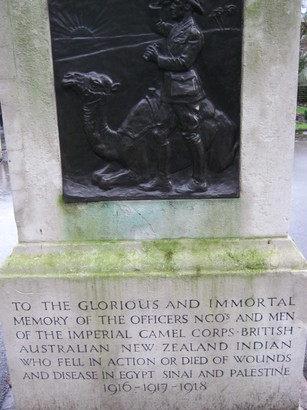 TO THE GLORIOUS AND IMMORTAL
MEMORY OF THE OFFICERS NCO'S AND MEN
OF THE IMPERIAL CAMEL CORPS · BRITISH
AUSTRALIAN NEW ZEALAND INDIAN
WHO FELL IN ACTION OR DIED OF WOUNDS
AND DISEASE IN EGYPT SINAI AND PALESTINE
1916 · 1917 · 1918